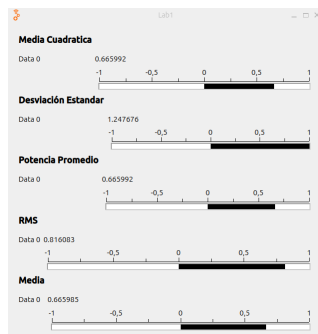 Lab1
Media Cuadratica
Data 0 0.665992
-1 -0,5 0 0,5 1
Desviación Estandar
Data 0 1.247676
-1 -0,5 0 0,5 1
Potencia Promedio
Data 0 0.665992
-1 -0,5 0 0,5 1
RMS
Data 0 0.816083
-1 -0,5 0 0,5 1
Media
Data 0 0.665985
-1 -0,5 0 0,5 1